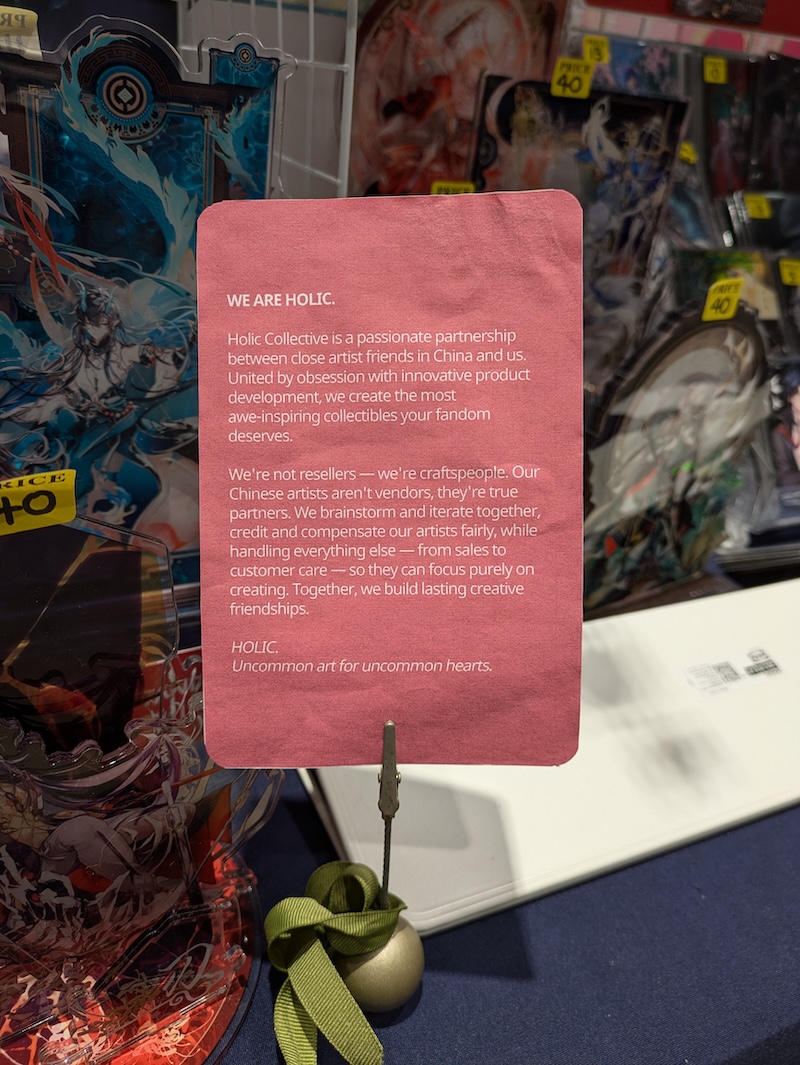 PRICE
40
13
PRICE
40
WE ARE HOLIC.
Holic Collective is a passionate partnership
between close artist friends in China and us.
United by obsession with innovative product
development, we create the most
awe-inspiring collectibles your fandom
deserves.
We're not resellers — we're craftspeople. Our
Chinese artists aren't vendors, they're true
partners. We brainstorm and iterate together,
credit and compensate our artists fairly, while
handling everything else — from sales to
customer care — so they can focus purely on
creating. Together, we build lasting creative
friendships.
HOLIC.
Uncommon art for uncommon hearts.
PRICE
40